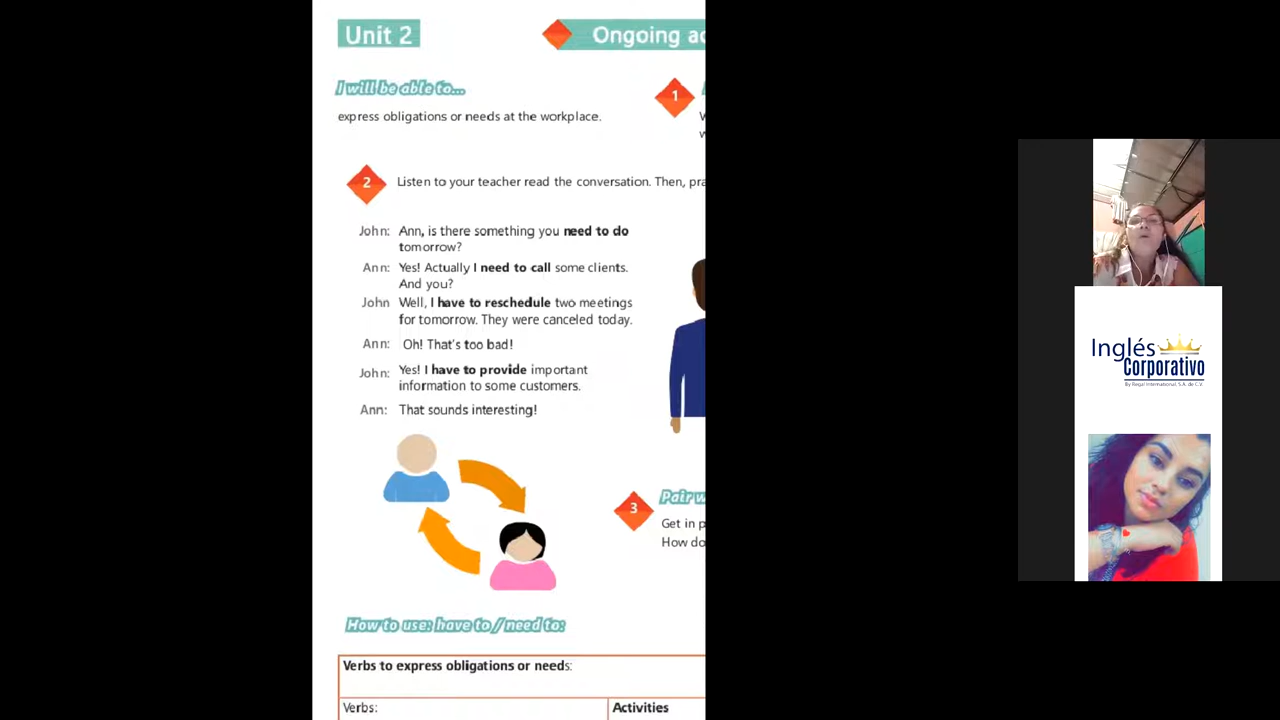 Unit 2
Ongoing ac
I will be able to...
express obligations or needs at the workplace.
1
2
Listen to your teacher read the conversation. Then, pra
John: Ann, is there something you need to do
tomorrow?
Ann: Yes! Actually I need to call some clients.
And you?
John Well, I have to reschedule two meetings
for tomorrow. They were canceled today.
Ann: Oh! That's too bad!
John: Yes! I have to provide important
information to some customers.
Ann: That sounds interesting!
3
Pair w
Get in p
How do
How to use: have to / need to:
Verbs to express obligations or needs:
Verbs:
Activities
Inglés
Corporativo
By Regal International, S.A. de C.V.